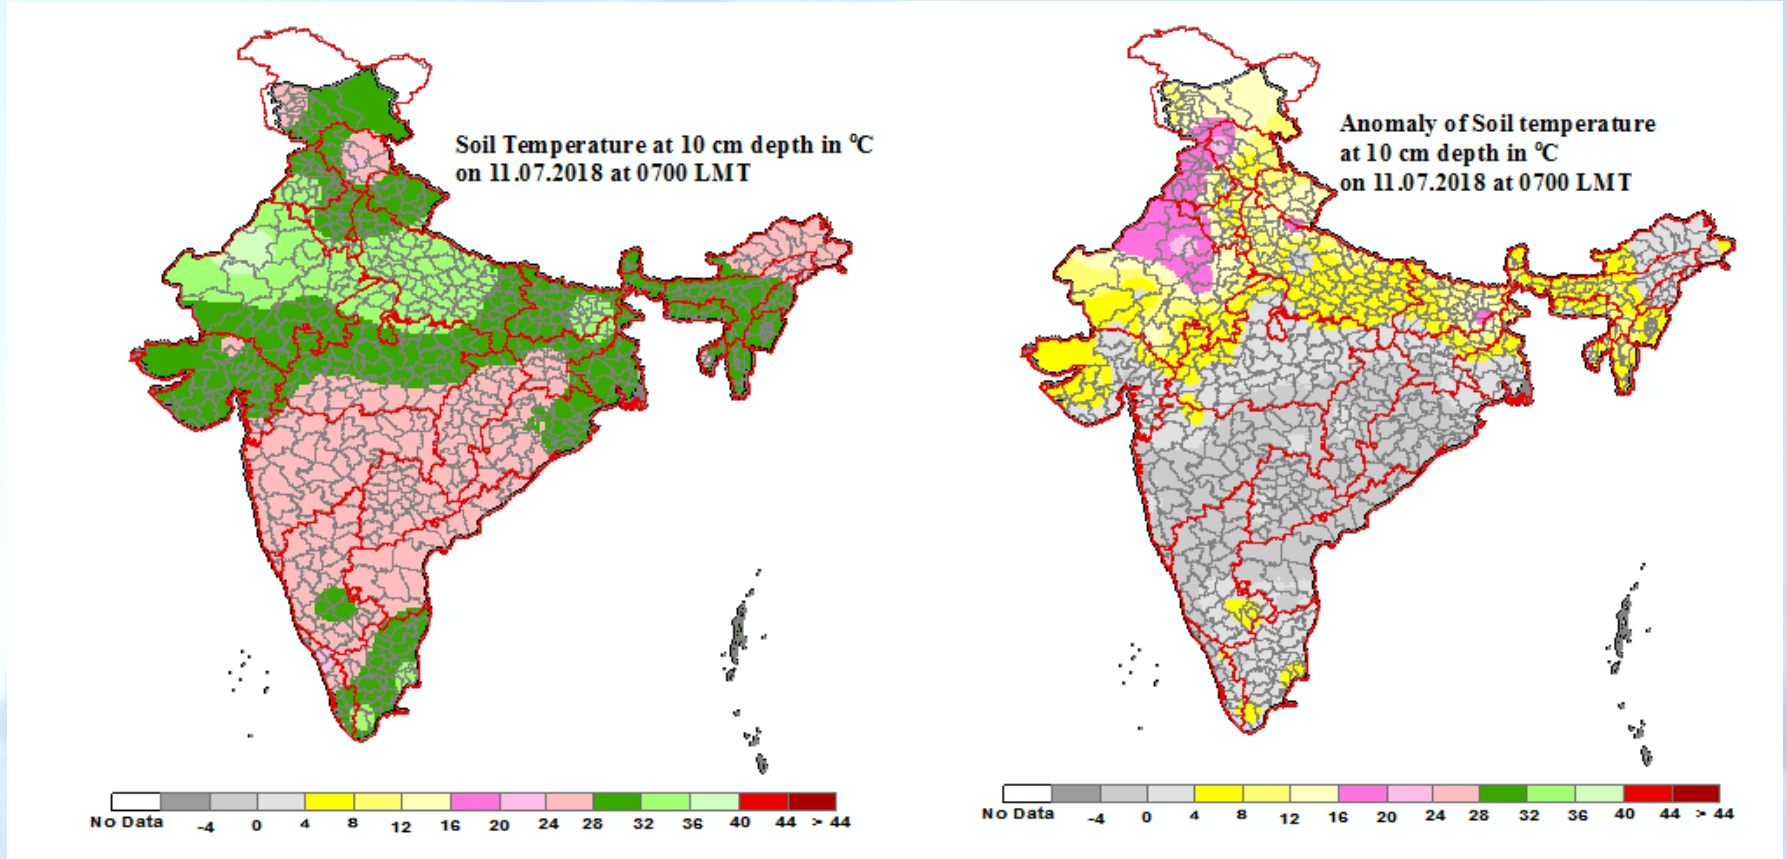 Soil Temperature at 10 cm depth in ⁰C
on 11.07.2018 at 0700 LMT
Anomaly of Soil temperature
at 10 cm depth in ⁰C
on 11.07.2018 at 0700 LMT
No Data -4 0 4 8 12 16 20 24 28 32 36 40 44 > 44
No Data -4 0 4 8 12 16 20 24 28 32 36 40 44 > 44